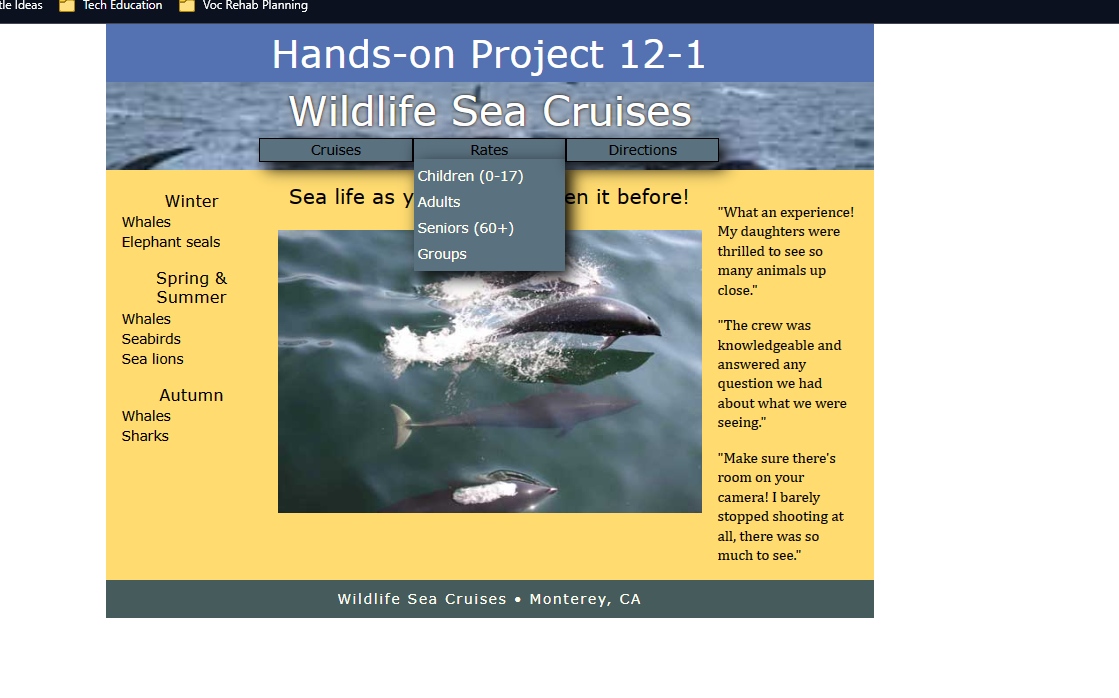 tle Ideas Tech Education Voc Rehab Planning
Hands-on Project 12-1
Wildlife Sea Cruises
Cruises Rates Directions
Children (0-17)
Adults
Seniors (60+)
Groups
Sea life as y en it before!
Winter
Whales
Elephant seals
Spring &
Summer
Whales
Seabirds
Sea lions
Autumn
Whales
Sharks
"What an experience!
My daughters were
thrilled to see so
many animals up
close."
"The crew was
knowledgeable and
answered any
question we had
about what we were
seeing."
"Make sure there's
room on your
camera! I barely
stopped shooting at
all, there was so
much to see."
Wildlife Sea Cruises • Monterey, CA